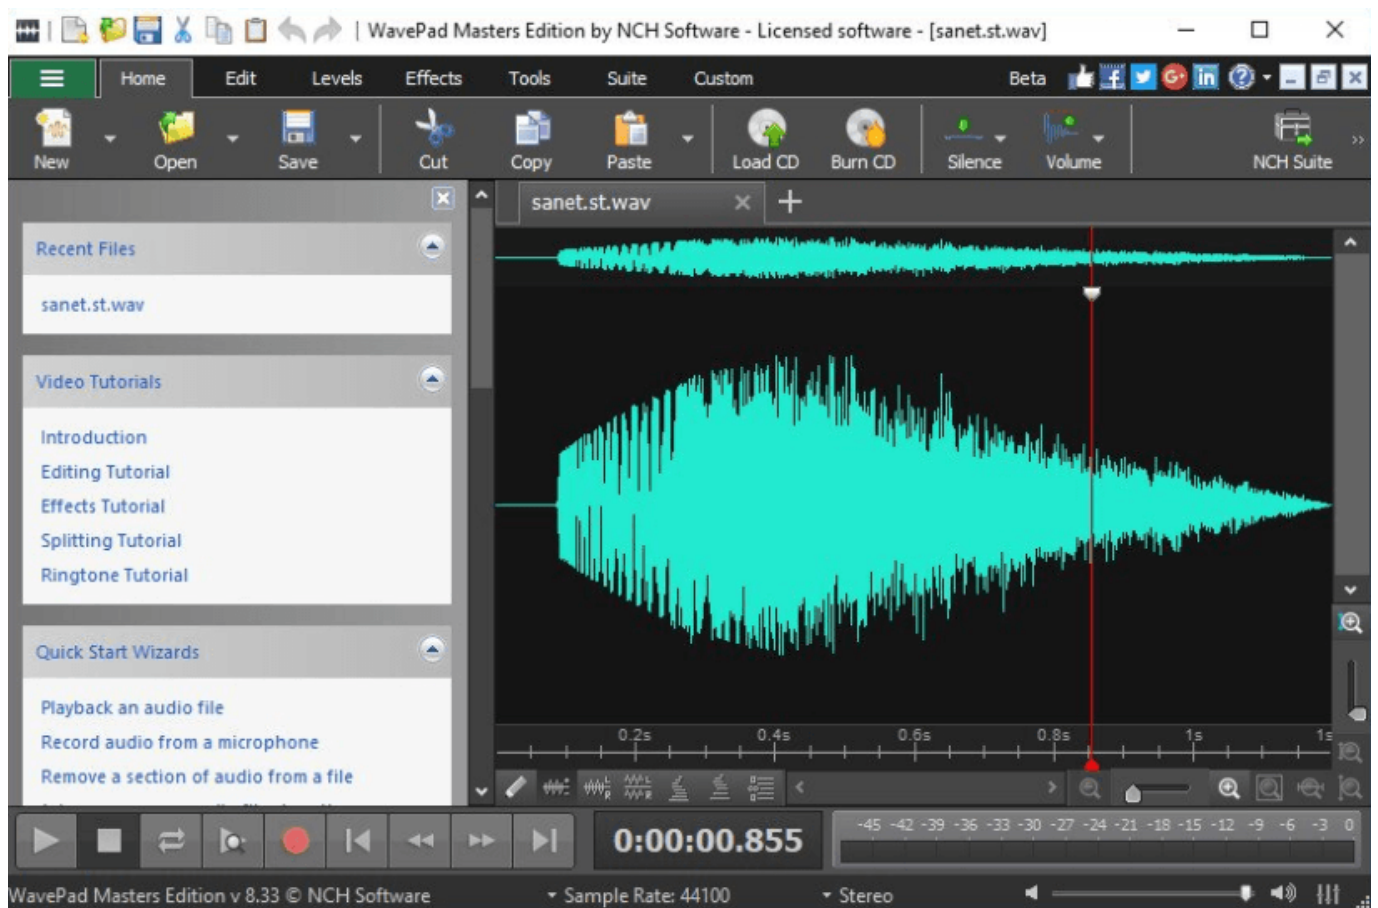 WavePad Masters Edition by NCH Software - Licensed software - [sanet.st.wav]
Home Edit Levels Effects Tools Suite Custom Beta
New Open Save Cut Copy Paste Load CD Burn CD Silence Volume NCH Suite
sanet.st.wav
Recent Files
sanet.st.wav
Video Tutorials
Introduction
Editing Tutorial
Effects Tutorial
Splitting Tutorial
Ringtone Tutorial
Quick Start Wizards
Playback an audio file
Record audio from a microphone
Remove a section of audio from a file
0.2s 0.4s 0.6s 0.8s 1s
0:00:00.855
-45 -42 -39 -36 -33 -30 -27 -24 -21 -18 -15 -12 -9 -6 -3 0
WavePad Masters Edition v 8.33 © NCH Software
Sample Rate: 44100
Stereo